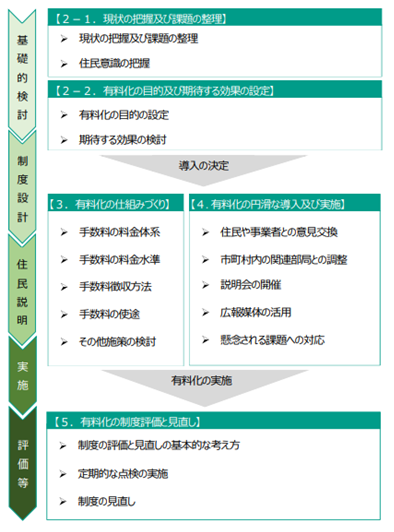 基礎的検討
【２－１．現状の把握及び課題の整理】
➢ 現状の把握及び課題の整理
➢ 住民意識の把握
【２－２．有料化の目的及び期待する効果の設定】
➢ 有料化の目的の設定
➢ 期待する効果の検討
導入の決定
制度設計
【３．有料化の仕組みづくり】
➢ 手数料の料金体系
➢ 手数料の料金水準
➢ 手数料徴収方法
➢ 手数料の使途
➢ その他施策の検討
【４．有料化の円滑な導入及び実施】
➢ 住民や事業者との意見交換
➢ 市町村内の関連部局との調整
➢ 説明会の開催
➢ 広報媒体の活用
➢ 懸念される課題への対応
住民説明
実施
有料化の実施
評価等
【５．有料化の制度評価と見直し】
➢ 制度の評価と見直しの基本的な考え方
➢ 定期的な点検の実施
➢ 制度の見直し